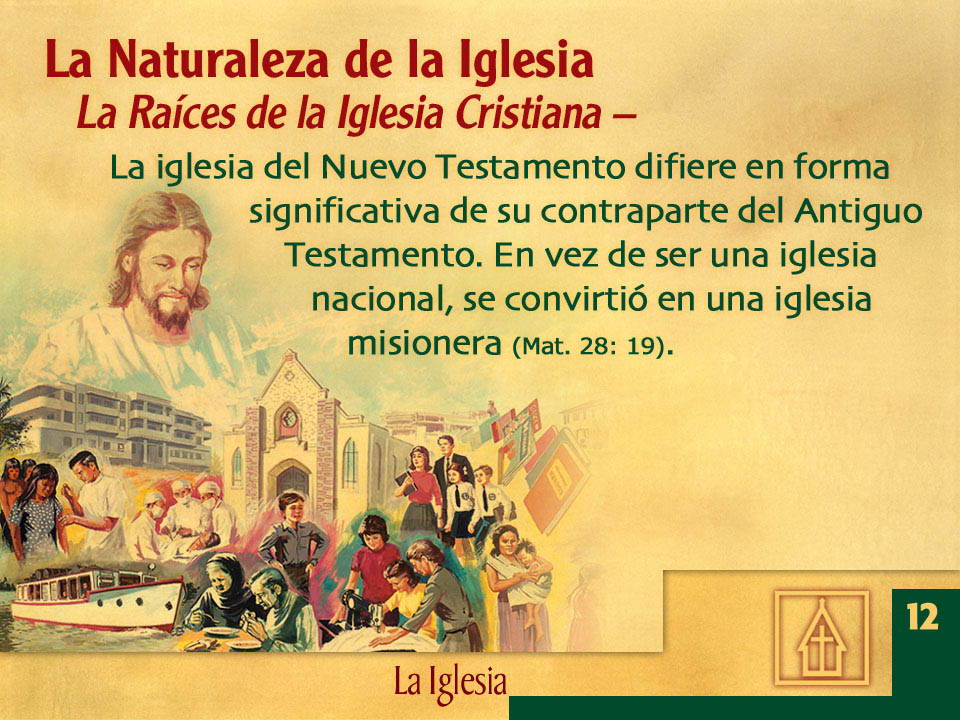 La Naturaleza de la Iglesia
La Raíces de la Iglesia Cristiana –
La iglesia del Nuevo Testamento difiere en forma
significativa de su contraparte del Antiguo
Testamento. En vez de ser una iglesia
nacional, se convirtió en una iglesia
misionera (Mat. 28: 19).
12
La Iglesia